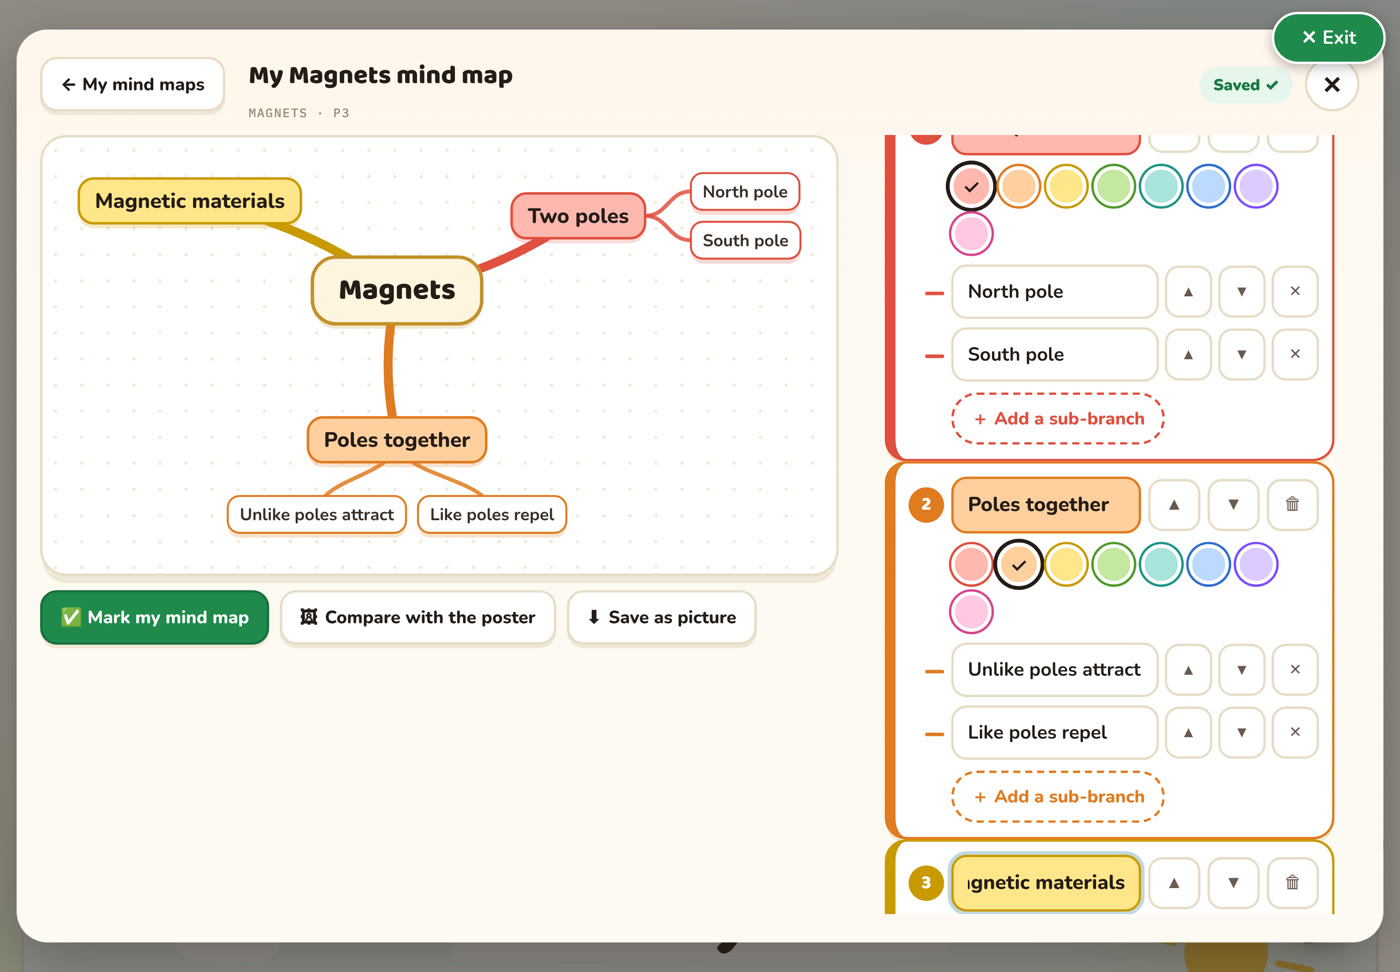 ✕ Exit
← My mind maps
My Magnets mind map
MAGNETS · P3
Saved ✓
✕
Magnetic materials
Two poles
North pole
South pole
Magnets
Poles together
Unlike poles attract
Like poles repel
✅ Mark my mind map
🖼 Compare with the poster
⬇ Save as picture
North pole ▲ ▼ ×
South pole ▲ ▼ ×
+ Add a sub-branch
2 Poles together ▲ ▼ 🗑
Unlike poles attract ▲ ▼ ×
Like poles repel ▲ ▼ ×
+ Add a sub-branch
3 agnetic materials ▲ ▼ 🗑